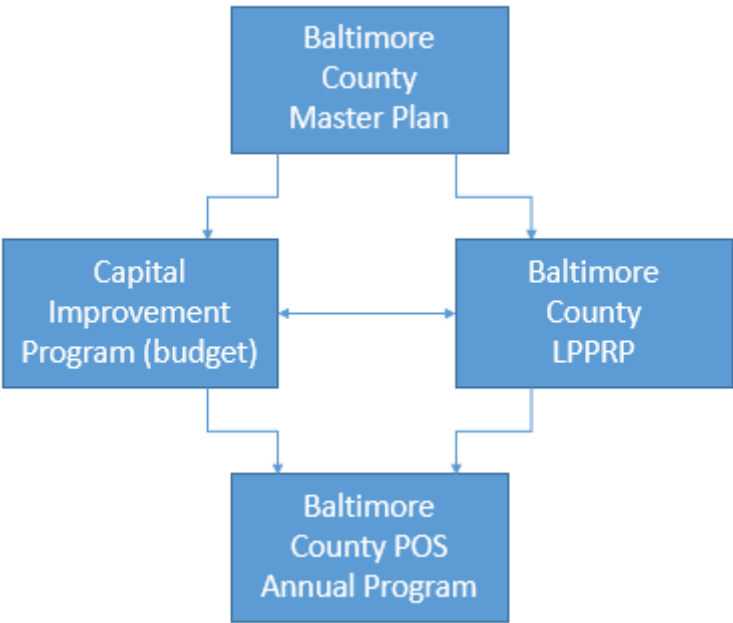 Baltimore
County
Master Plan
Capital
Improvement
Program (budget)
Baltimore
County
LPPRP
Baltimore
County POS
Annual Program